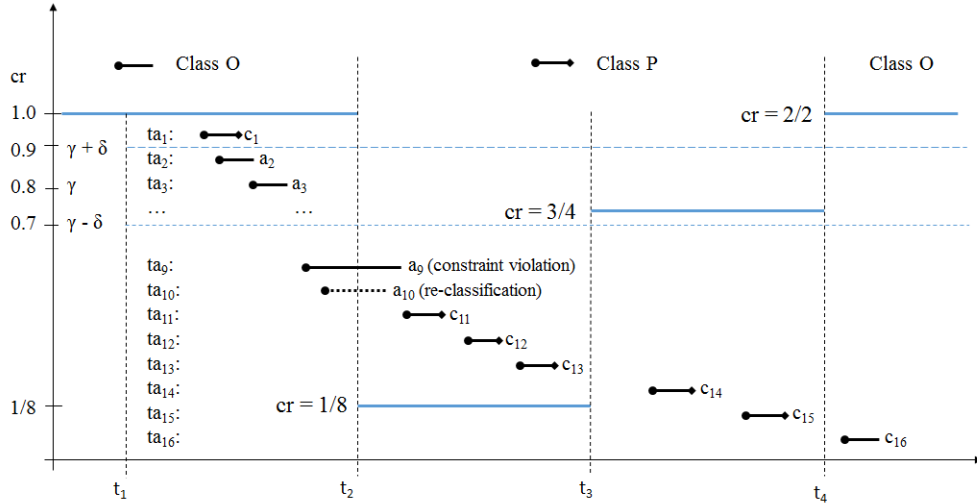 Class O
Class P
Class O
cr
1.0
cr = 2/2
ta1: c1
0.9 γ + δ
ta2: a2
0.8 γ ta3: a3
... ...
cr = 3/4
0.7 γ - δ
ta9: a9 (constraint violation)
ta10: a10 (re-classification)
ta11: c11
ta12: c12
ta13: c13
ta14: c14
1/8 cr = 1/8
ta15: c15
ta16: c16
t1 t2 t3 t4